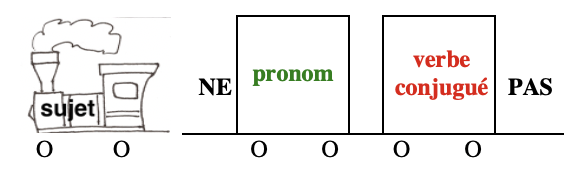 sujet
NE
pronom
verbe
conjugué
PAS
O O O O O O